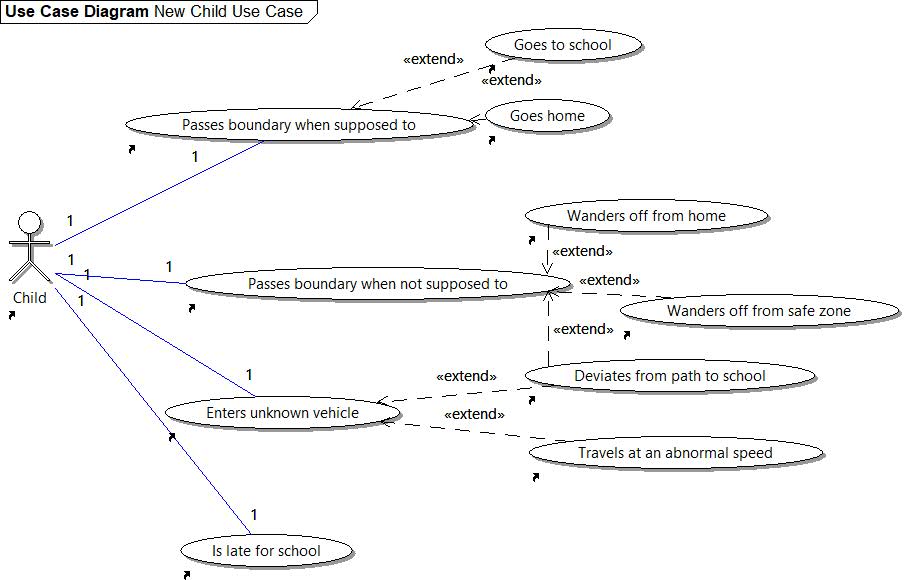 Use Case Diagram New Child Use Case
Goes to school
«extend»
«extend»
Goes home
Passes boundary when supposed to
1
1
Wanders off from home
«extend»
1
1
1
Passes boundary when not supposed to
«extend»
Child
1
Wanders off from safe zone
«extend»
1
«extend»
Deviates from path to school
Enters unknown vehicle
«extend»
Travels at an abnormal speed
1
Is late for school